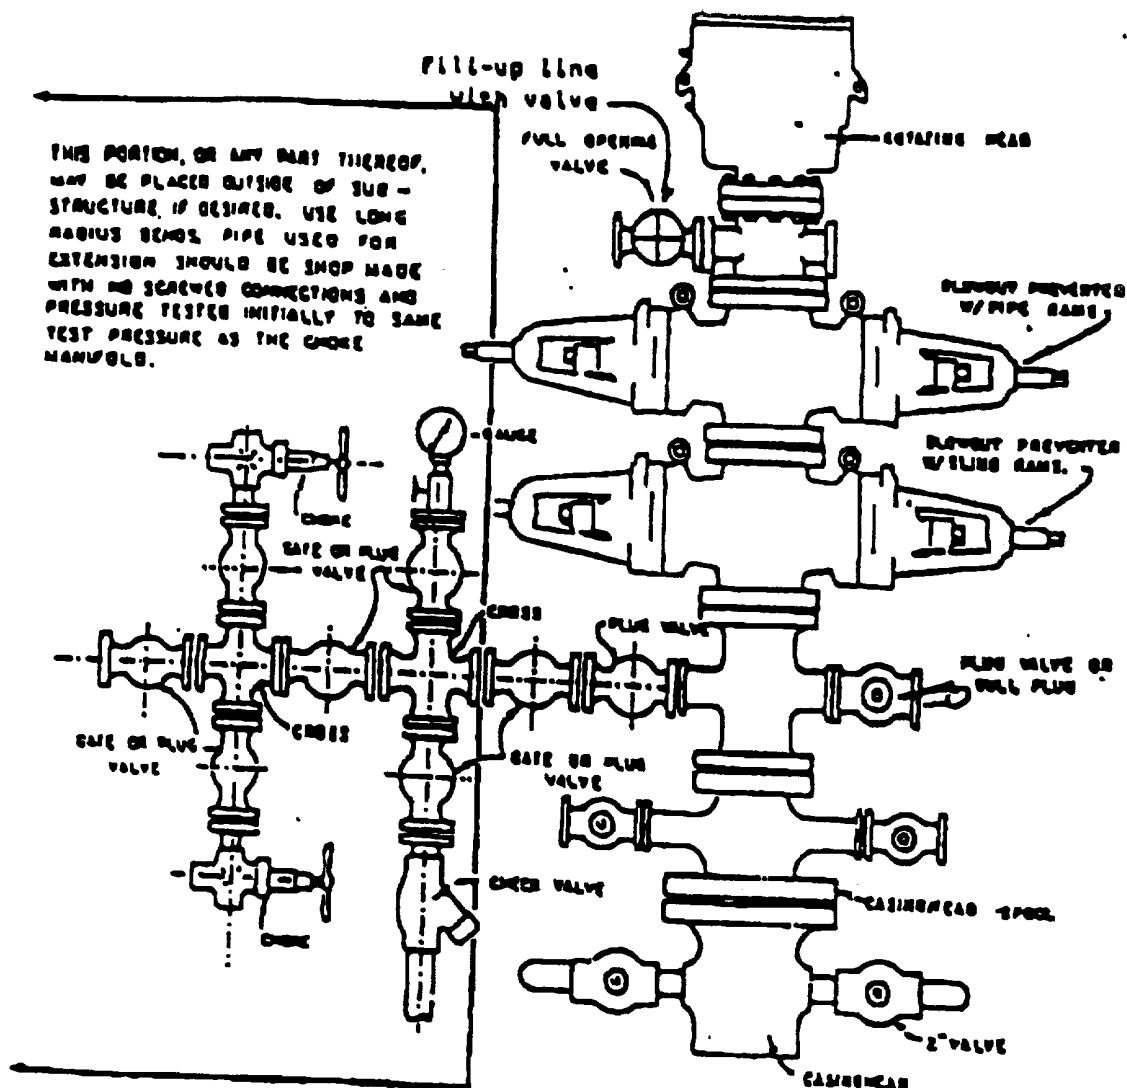 Fill-up line
with valve
FULL OPENING
VALVE
ROTATING HEAD
THIS PORTION, OR ANY PART THEREOF,
MAY BE PLACED OUTSIDE OF SUB-
STRUCTURE, IF DESIRED. USE LONG
RADIUS BENDS. PIPE USED FOR
EXTENSION SHOULD BE SHOP MADE
WITH NO SCREWED CONNECTIONS AND
PRESSURE TESTED INITIALLY TO SAME
TEST PRESSURE AS THE CHOKE
MANIFOLD.
BLOWOUT PREVENTER
W/PIPE RAMS.
GAUGE
BLOWOUT PREVENTER
W/BLIND RAMS.
CHOKE
GATE OR PLUG
VALVE
CROSS
PLUG VALVE
PLUG VALVE OR
BULL PLUG
CROSS
GATE OR PLUG
VALVE
GATE OR PLUG
VALVE
CHECK VALVE
CASINGHEAD SPOOL
CHOKE
2" VALVE
CASINGHEAD